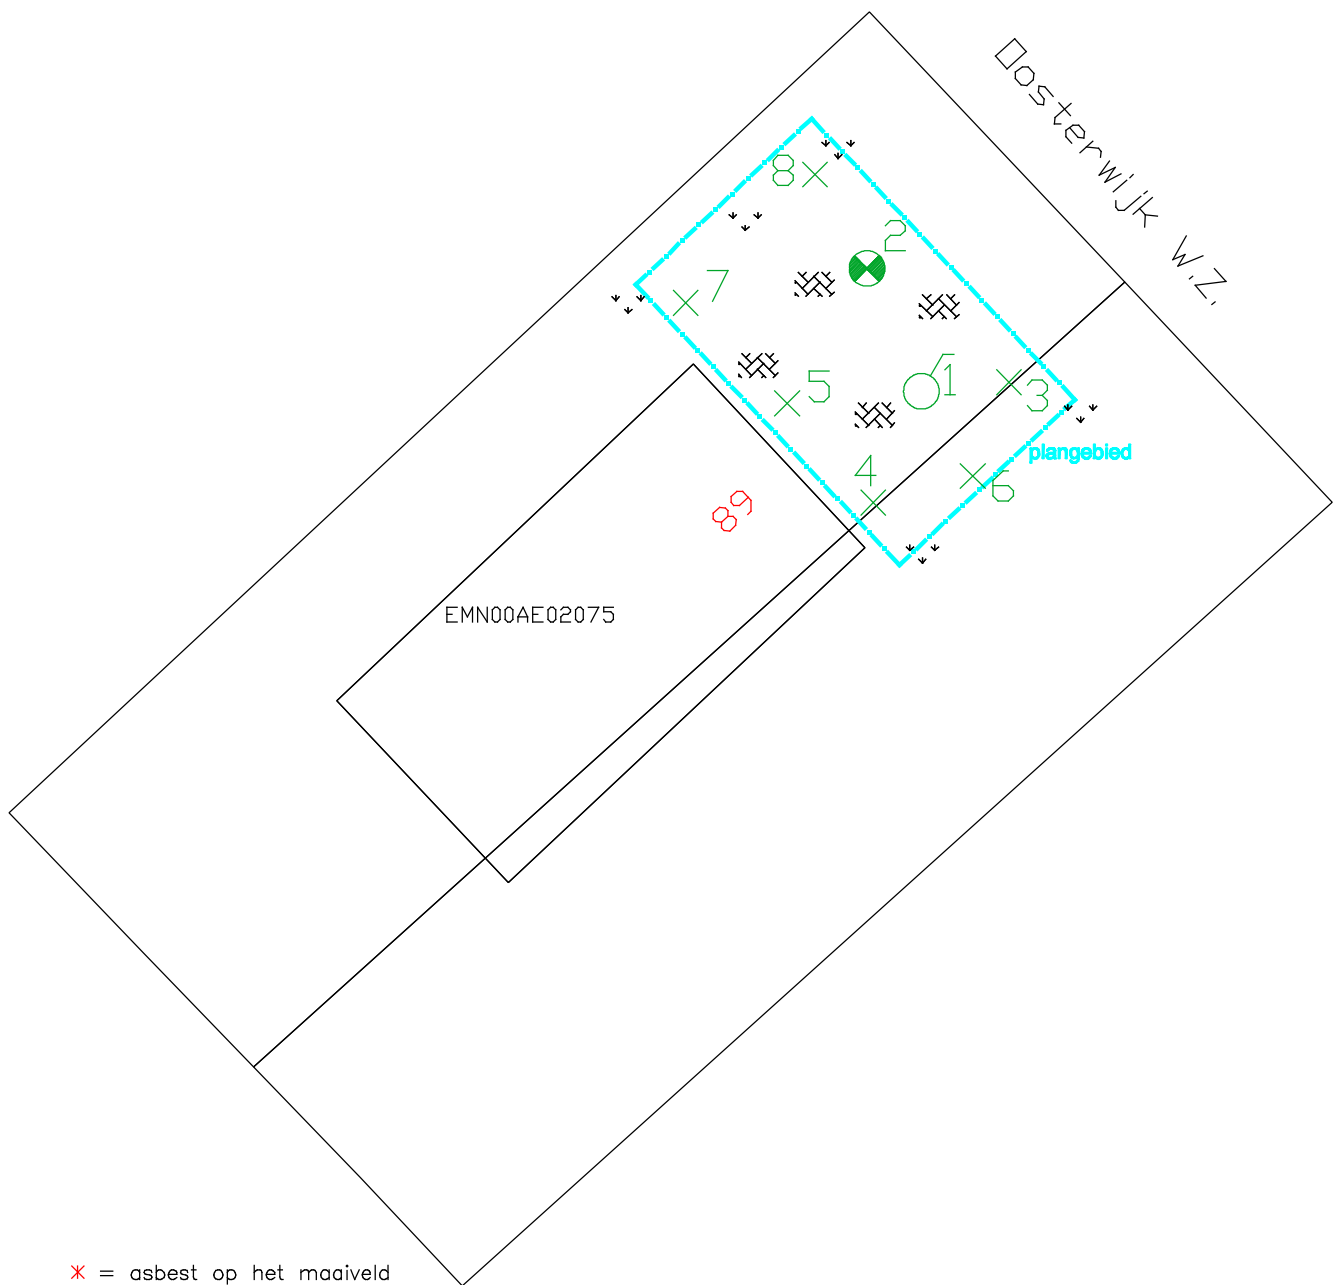 Oosterwijk W.Z.
8
2
7
1
5
3
plangebied
4
6
89
EMN00AE02075
* = asbest op het maaiveld